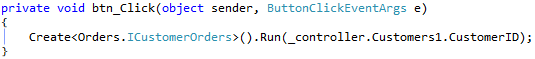 private void btn_Click(object sender, ButtonClickEventArgs e)
{
    Create<Orders.ICustomerOrders>().Run(_controller.Customers1.CustomerID);
}